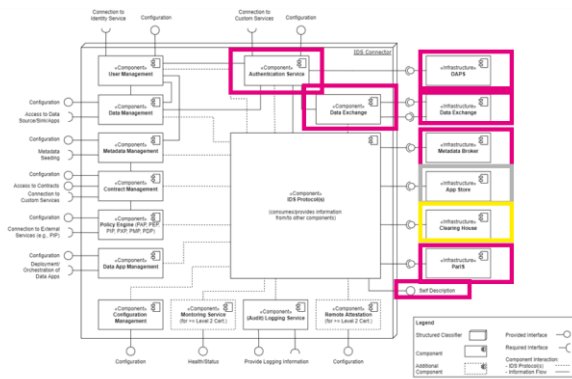 Connection to
Identity Service
Configuration
Connection to
Custom Services
Configuration
IDS Connector
«Component»
User Management
«Component»
Authentication Service
«Infrastructure»
DAPS
Configuration
Access to Data
Source/Sink/Apps
«Component»
Data Management
«Component»
Data Exchange
«Infrastructure»
Data Exchange
Configuration
Metadata
Seeding
«Component»
Metadata Management
«Infrastructure»
Metadata Broker
Configuration
Access to Contracts
Connection to
Custom Services
«Component»
Contract Management
«Component»
IDS Protocol(s)
(consumes/provides information
from/to other components)
«Infrastructure»
App Store
Configuration
Connection to External
Services (e.g., PIP)
«Component»
Policy Engine (PAP, PEP,
PIP, PXP, PMP, PDP)
«Infrastructure»
Clearing House
Configuration
Deployment/
Orchestration of
Data Apps
«Component»
Data App Management
«Infrastructure»
ParIS
Self Description
«Component»
Configuration
Management
«Component»
Monitoring Service
(for >= Level 2 Cert.)
«Component»
(Audit) Logging Service
«Component»
Remote Attestation
(for >= Level 2 Cert.)
Configuration
Health/Status
Provide Logging Information
Configuration
Legend
Structured Classifier
Provided Interface
Component
Required Interface
Additional
Component
Component Interaction
- IDS Protocol(s)
- Information Flow